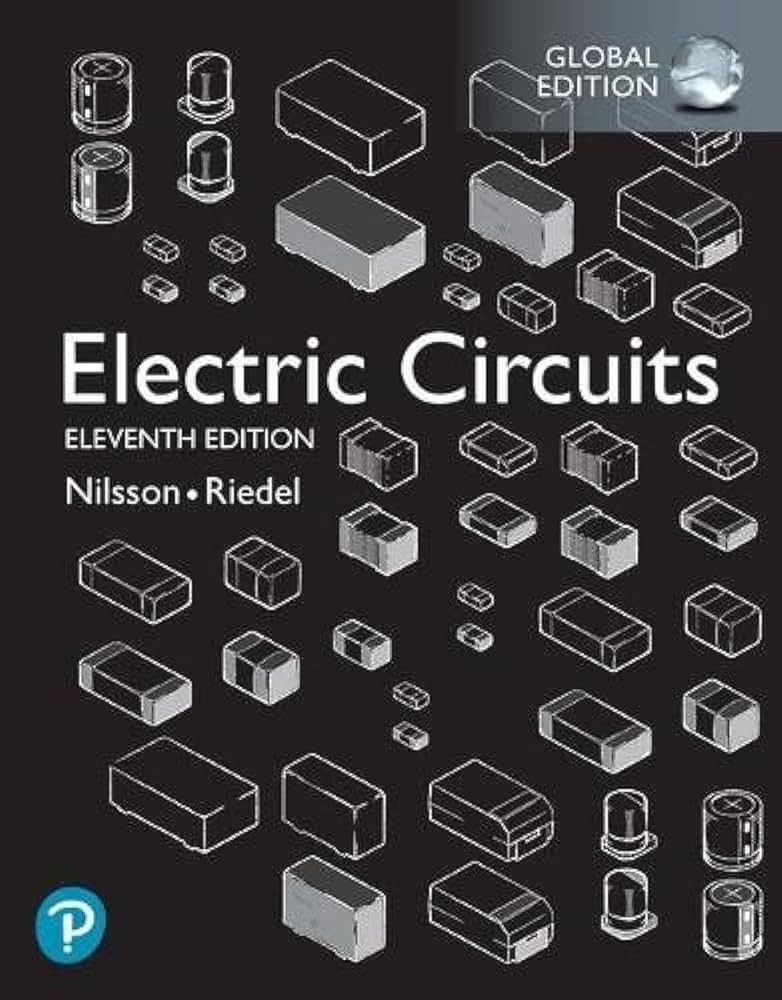 GLOBAL
EDITION
Electric Circuits
ELEVENTH EDITION
Nilsson • Riedel
P